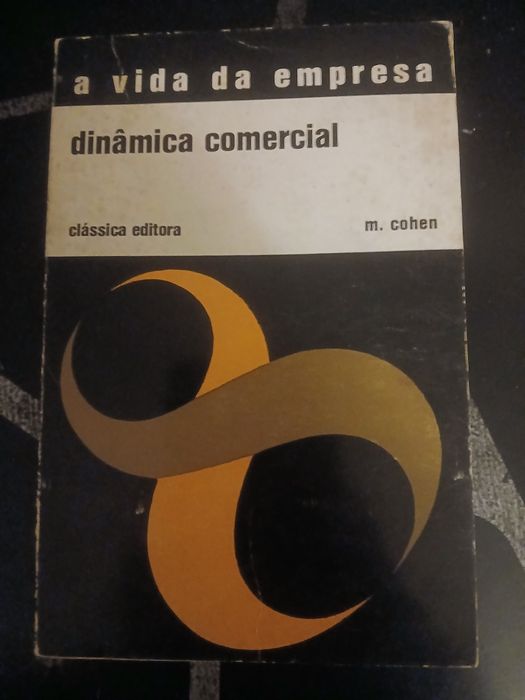 a vida da empresa
dinâmica comercial
clássica editora m. cohen